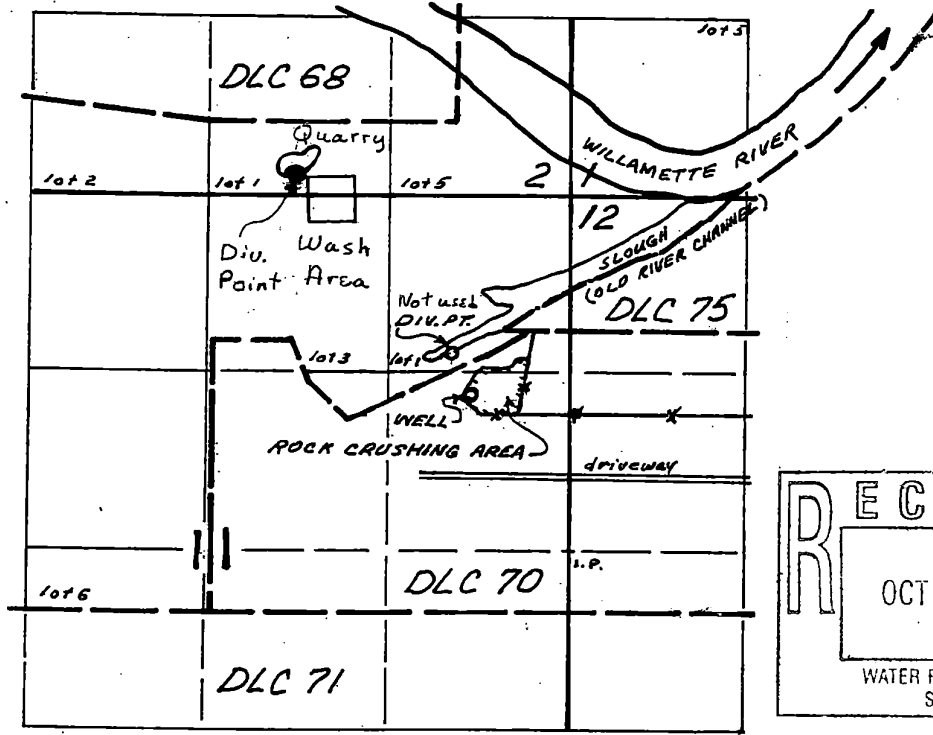 lot 5
DLC 68
Quarry
WILLAMETTE RIVER
lot 2
lot 1
lot 5
2 1
12
Div. Point
Wash Area
SLOUGH
(OLD RIVER CHANNEL)
Not used
DIV. PT.
DLC 75
lot 3
lot 1
WELL
ROCK CRUSHING AREA
driveway
R E C
11
OCT
S.P.
lot 6
DLC 70
WATER
S
DLC 71